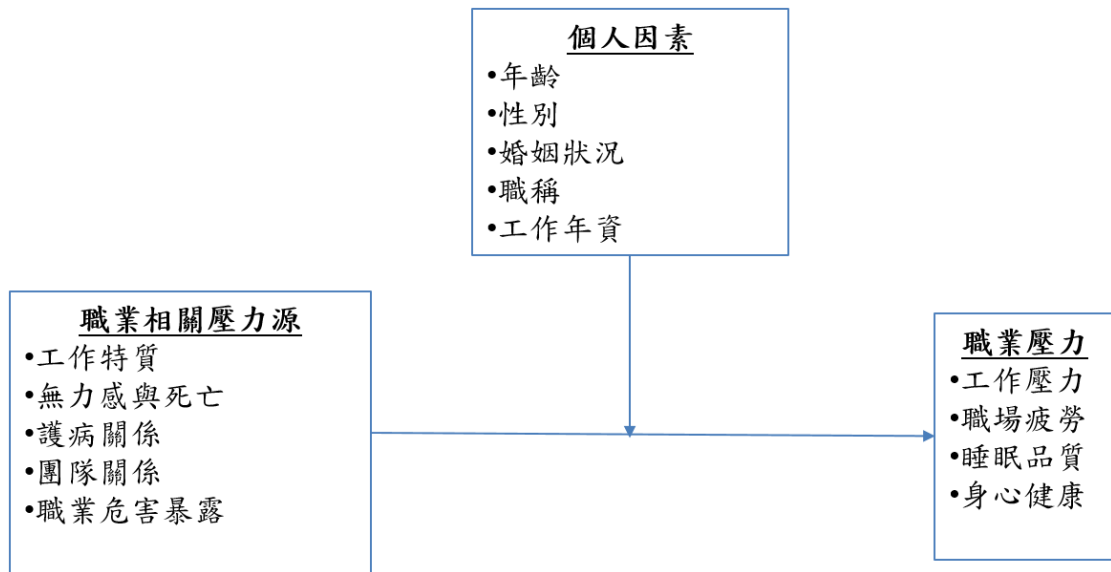 個人因素
•年齡
•性別
•婚姻狀況
•職稱
•工作年資
職業相關壓力源
•工作特質
•無力感與死亡
•護病關係
•團隊關係
•職業危害暴露
職業壓力
•工作壓力
•職場疲勞
•睡眠品質
•身心健康